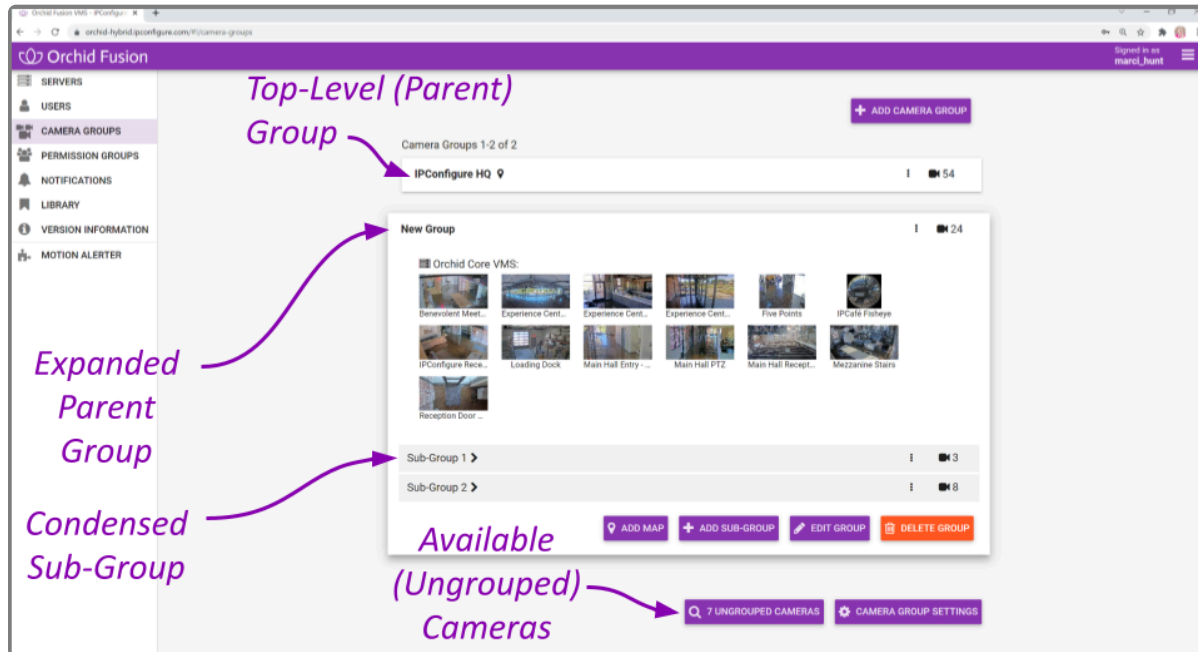 Orchid Fusion VMS - IPConfigur
orchid-hybrid.ipconfigure.com/#!/camera-groups
Orchid Fusion
Signed in as
marci_hunt
SERVERS
USERS
CAMERA GROUPS
PERMISSION GROUPS
NOTIFICATIONS
LIBRARY
VERSION INFORMATION
MOTION ALERTER
Top-Level (Parent)
Group
ADD CAMERA GROUP
Camera Groups 1-2 of 2
IPConfigure HQ 54
New Group 24
Orchid Core VMS:
Benevolent Meet... Experience Cent... Experience Cent... Experience Cent... Five Points IPCafé Fisheye
IPConfigure Rece... Loading Dock Main Hall Entry - ... Main Hall PTZ Main Hall Recept... Mezzanine Stairs
Reception Door ...
Expanded
Parent
Group
Sub-Group 1 3
Sub-Group 2 8
Condensed
Sub-Group
ADD MAP ADD SUB-GROUP EDIT GROUP DELETE GROUP
Available
(Ungrouped)
Cameras
7 UNGROUPED CAMERAS CAMERA GROUP SETTINGS